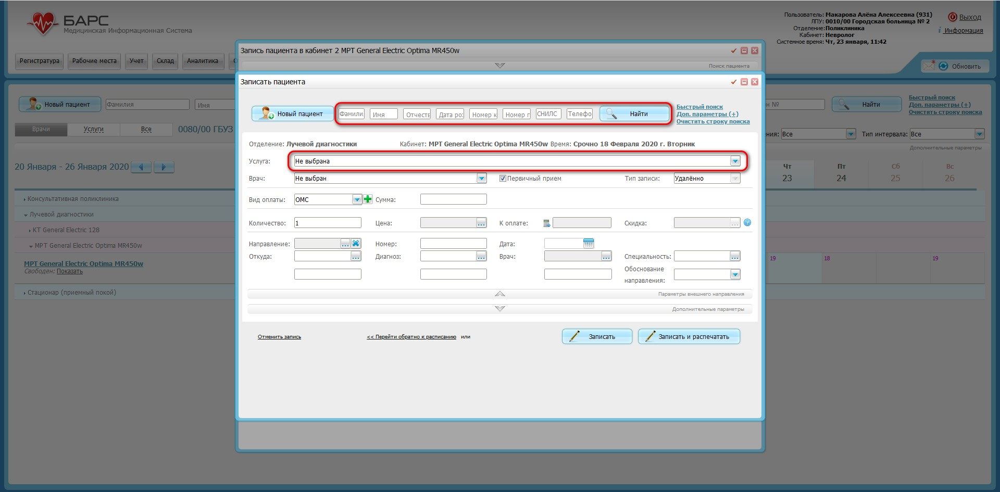 БАРС
Медицинская Информационная Система
Пользователь: Макарова Алёна Алексеевна (931)
ЛПУ: 0010/00 Городская больница № 2
Отделение: Поликлиника
Кабинет: Невролог
Системное время: Чт, 23 января, 11:42
Выход
Информация
Регистратура Рабочие места Учет Склад Аналитика
Обновить
Запись пациента в кабинет 2 МРТ General Electric Optima MR450w
Поиск пациента
Записать пациента
Новый пациент Фамилия Имя
№ Найти
Быстрый поиск
Доп. параметры (+)
Очистить строку поиска
Новый пациент Фамили Имя Отчеств Дата ро: Номер к Номер г СНИЛС Телефо Найти
Быстрый поиск
Доп. параметры (+)
Очистить строку поиска
Врачи Услуги Все 0080/00 ГБУЗ
Все Тип интервала: Все
Дополнительные параметры
20 Января - 26 Января 2020
Чт Пт Сб Вс
23 24 25 26
Консультативная поликлиника
Лучевой диагностики
КТ General Electric 128
МРТ General Electric Optima MR450w
МРТ General Electric Optima MR450w
Свободен: Показать
19 18 19
Стационар (приемный покой)
Отделение: Лучевой диагностики Кабинет: МРТ General Electric Optima MR450w Время: Срочно 18 Февраля 2020 г. Вторник
Услуга: Не выбрана
Врач: Не выбран Первичный прием Тип записи: Удалённо
Вид оплаты: ОМС Сумма:
Количество: 1 Цена: К оплате: Скидка:
Направление: Номер: Дата:
Откуда: Диагноз: Врач: Специальность:
Обоснование
направления:
Параметры внешнего направления
Дополнительные параметры
Отменить запись << Перейти обратно к расписанию или Записать Записать и распечатать